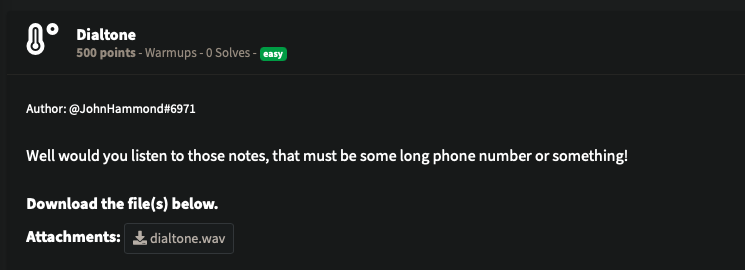 Dialtone
500 points - Warmups - 0 Solves - easy
Author: @JohnHammond#6971
Well would you listen to those notes, that must be some long phone number or something!
Download the file(s) below.
Attachments: dialtone.wav